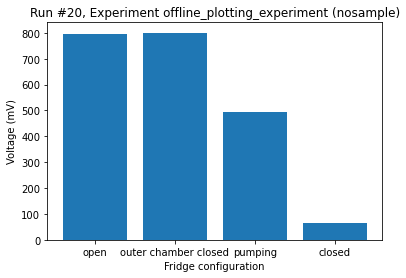 Run #20, Experiment offline_plotting_experiment (nosample)
800
700
600
500
400
300
200
100
0
Voltage (mV)
open outer chamber closed pumping closed
Fridge configuration